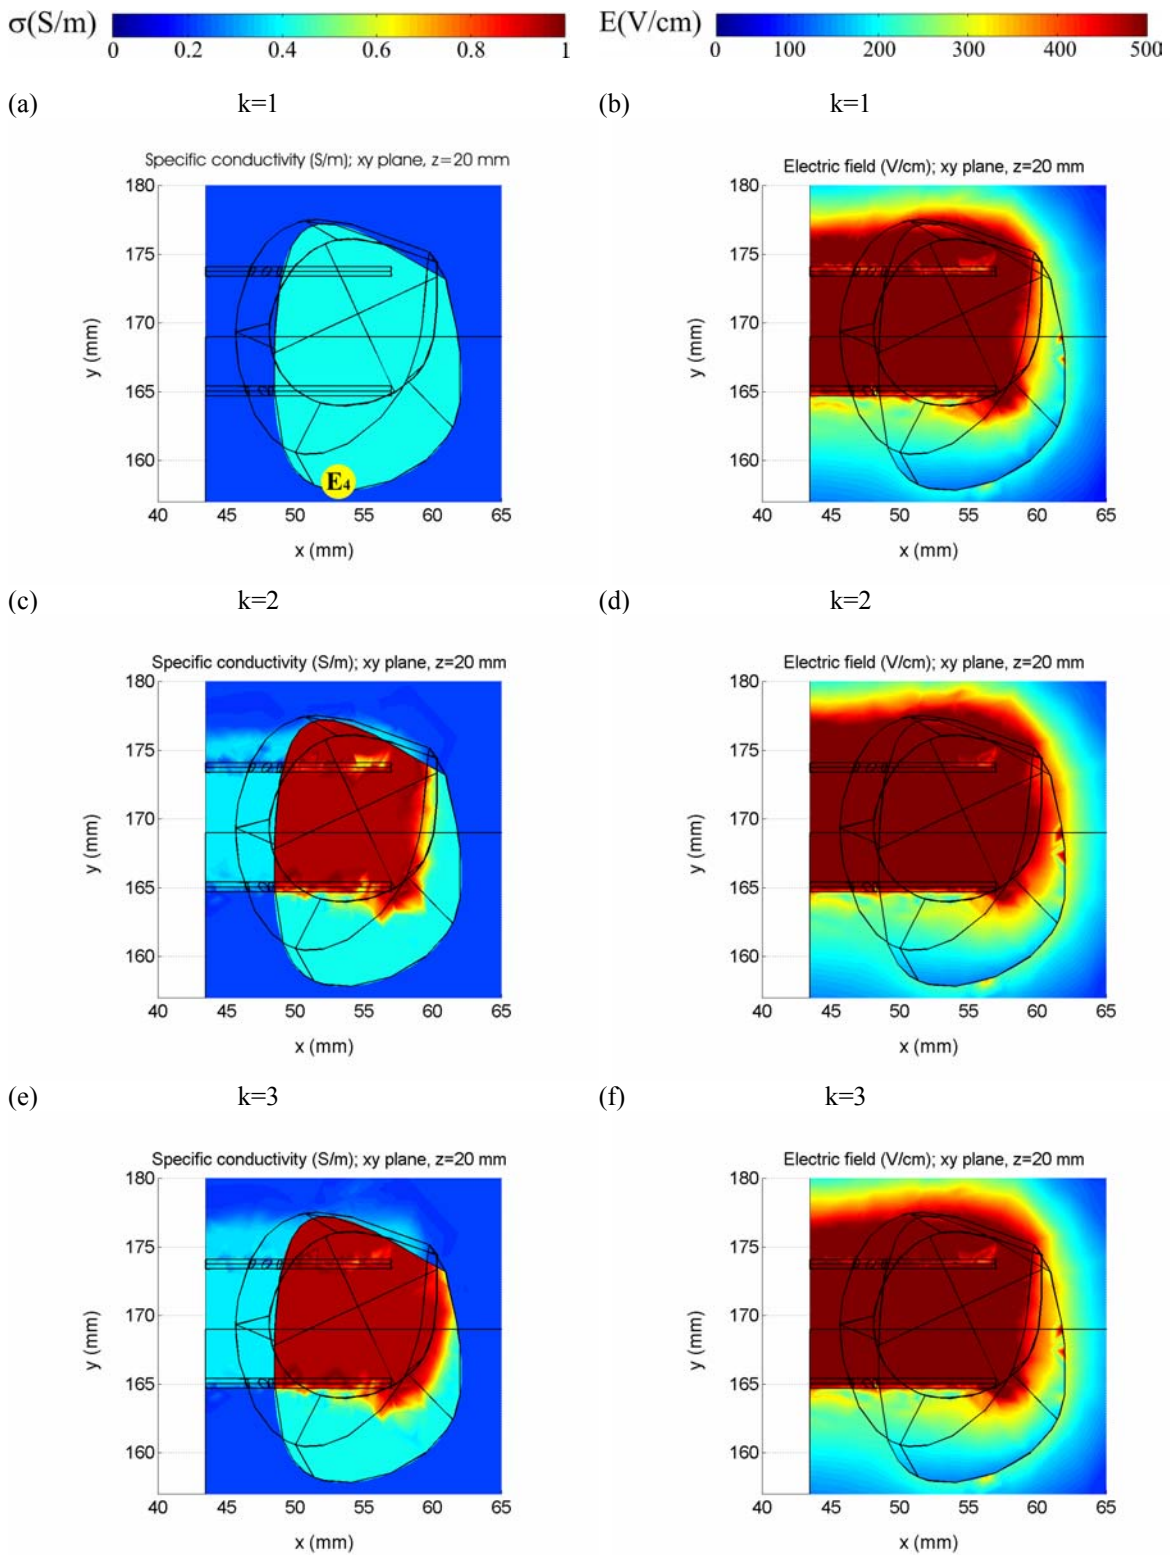 σ(S/m)
0 0.2 0.4 0.6 0.8 1
E(V/cm)
0 100 200 300 400 500
(a) k=1
(b) k=1
Specific conductivity (S/m); xy plane, z=20 mm
180
175
170
165
160
y (mm)
E4
40 45 50 55 60 65
x (mm)
Electric field (V/cm); xy plane, z=20 mm
180
175
170
165
160
y (mm)
40 45 50 55 60 65
x (mm)
(c) k=2
(d) k=2
Specific conductivity (S/m); xy plane, z=20 mm
180
175
170
165
160
y (mm)
40 45 50 55 60 65
x (mm)
Electric field (V/cm); xy plane, z=20 mm
180
175
170
165
160
y (mm)
40 45 50 55 60 65
x (mm)
(e) k=3
(f) k=3
Specific conductivity (S/m); xy plane, z=20 mm
180
175
170
165
160
y (mm)
40 45 50 55 60 65
x (mm)
Electric field (V/cm); xy plane, z=20 mm
180
175
170
165
160
y (mm)
40 45 50 55 60 65
x (mm)